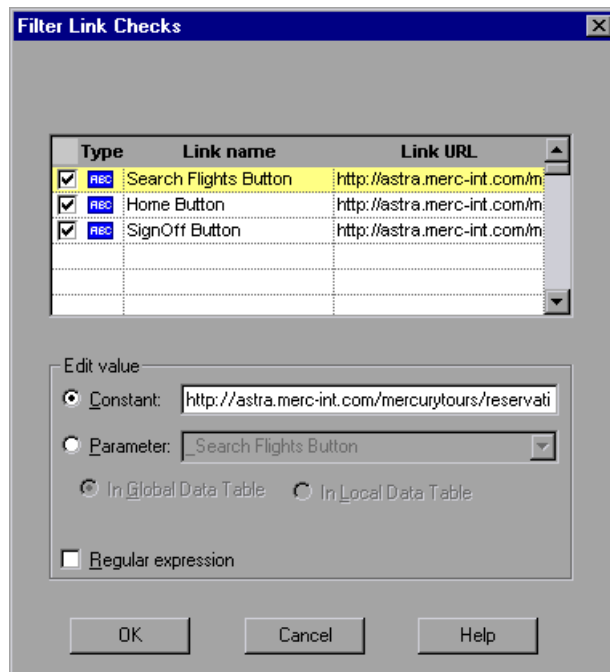 Filter Link Checks
Type Link name Link URL
ABC Search Flights Button http://astra.merc-int.com/m
ABC Home Button http://astra.merc-int.com/m
ABC SignOff Button http://astra.merc-int.com/m
Edit value
Constant: http://astra.merc-int.com/mercurytours/reservati
Parameter: _Search Flights Button
In Global Data Table In Local Data Table
Regular expression
OK Cancel Help